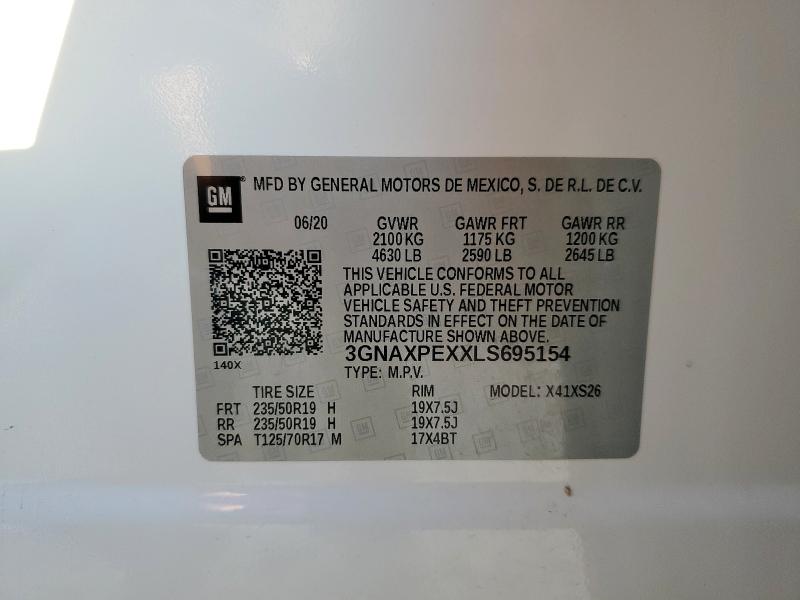 GM® MFD BY GENERAL MOTORS DE MEXICO, S. DE R.L. DE C.V.
06/20 GVWR GAWR FRT GAWR RR
2100 KG 1175 KG 1200 KG
4630 LB 2590 LB 2645 LB
THIS VEHICLE CONFORMS TO ALL
APPLICABLE U.S. FEDERAL MOTOR
VEHICLE SAFETY AND THEFT PREVENTION
STANDARDS IN EFFECT ON THE DATE OF
MANUFACTURE SHOWN ABOVE.
3GNAXPEXXLS695154
140X
TYPE: M.P.V.
TIRE SIZE RIM MODEL: X41XS26
FRT 235/50R19 H 19X7.5J
RR 235/50R19 H 19X7.5J
SPA T125/70R17 M 17X4BT